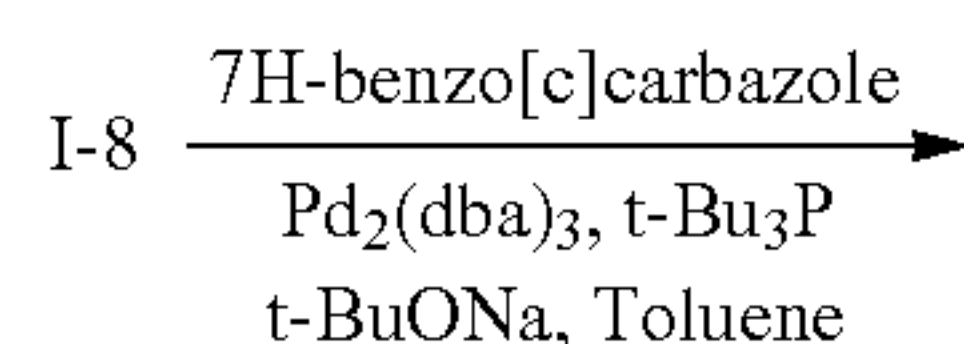 7H-benzo[c]carbazole
I-8
Pd₂(dba)₃, t-Bu₃P
t-BuONa, Toluene